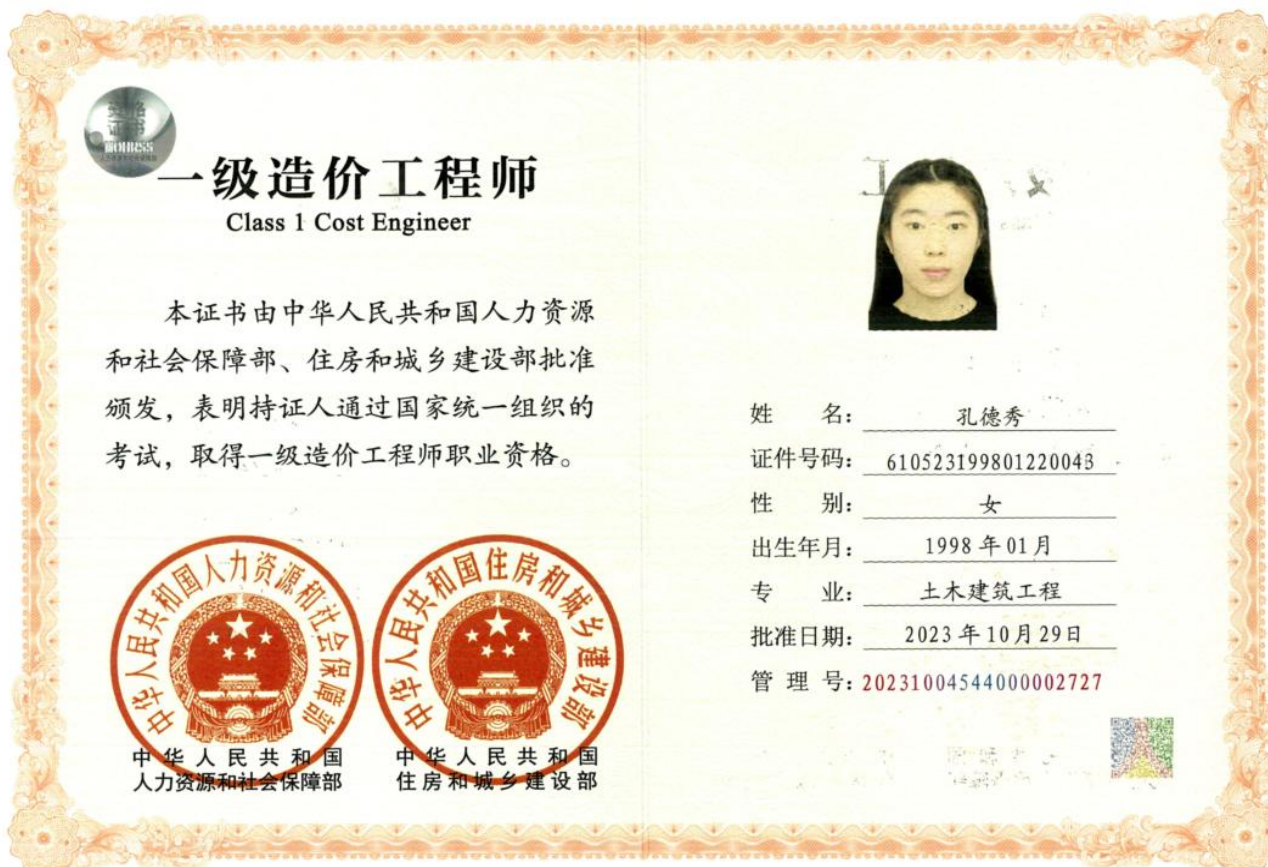 资格
证书
MOHRSS
一级造价工程师
Class 1 Cost Engineer
本证书由中华人民共和国人力资源
和社会保障部、住房和城乡建设部批准
颁发，表明持证人通过国家统一组织的
考试，取得一级造价工程师职业资格。
中华人民共和国人力资源和社会保障部
中华人民共和国住房和城乡建设部
中华人民共和国
人力资源和社会保障部
中华人民共和国
住房和城乡建设部
姓名：孔德秀
证件号码：610523199801220043
性别：女
出生年月：1998年01月
专业：土木建筑工程
批准日期：2023年10月29日
管理号：20231004544000002727